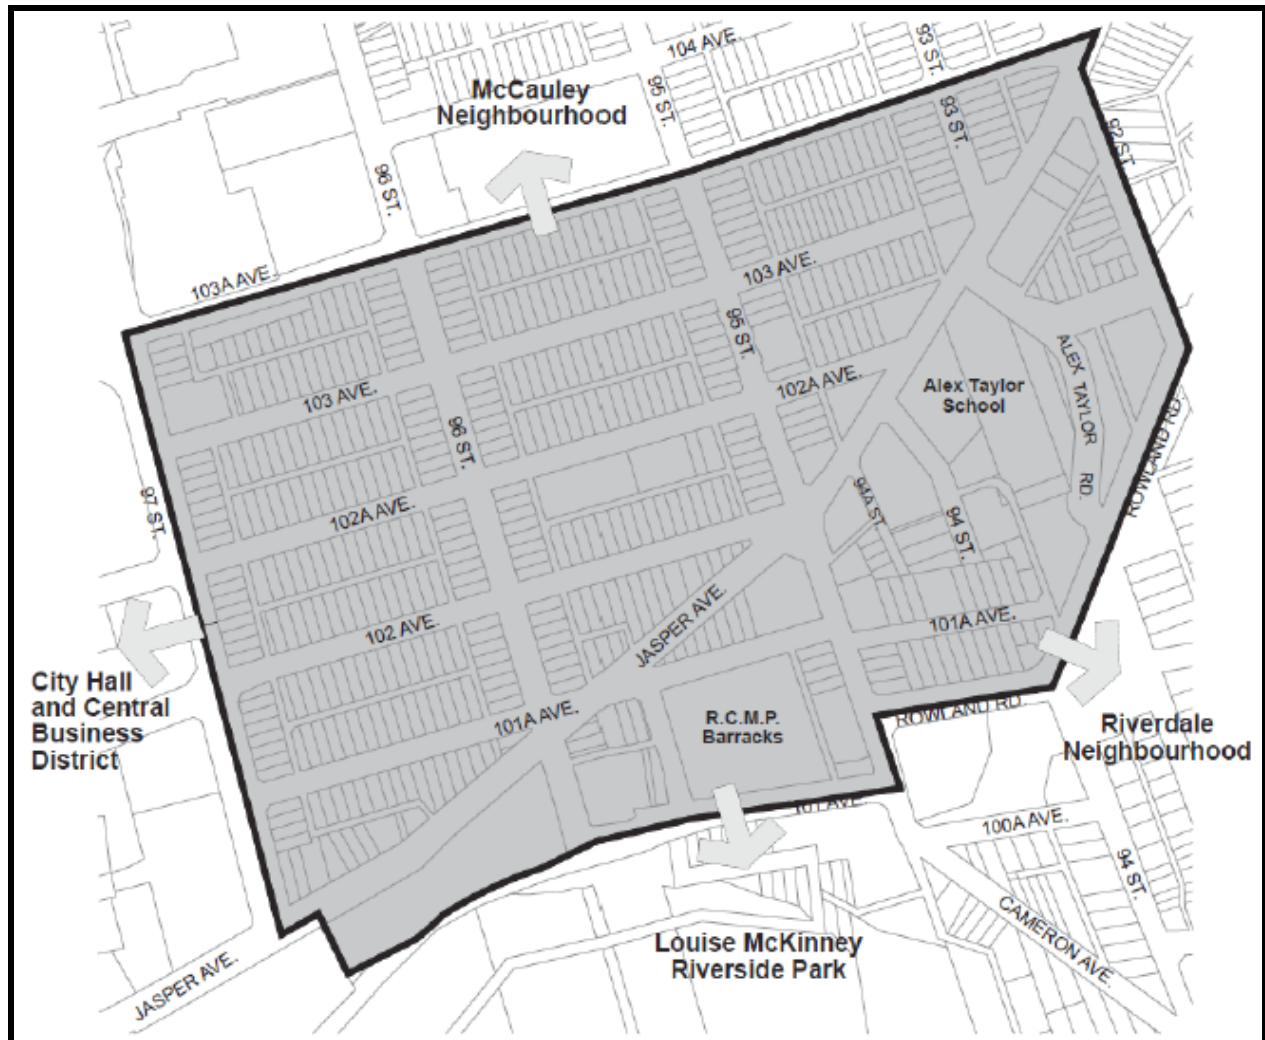 104 AVE.
93 ST.
McCauley
Neighbourhood
95 ST.
93 ST.
92 ST.
96 ST.
103A AVE.
103 AVE.
95 ST.
ALEX TAYLOR RD.
102A AVE.
Alex Taylor
School
103 AVE.
ROWLAND RD.
96 ST.
97 ST.
102A AVE.
94A ST.
94 ST.
JASPER AVE.
101A AVE.
102 AVE.
City Hall
and Central
Business
District
101A AVE.
R.C.M.P.
Barracks
ROWLAND RD.
Riverdale
Neighbourhood
101 AVE.
100A AVE.
94 ST.
CAMERON AVE.
Louise McKinney
Riverside Park
JASPER AVE.